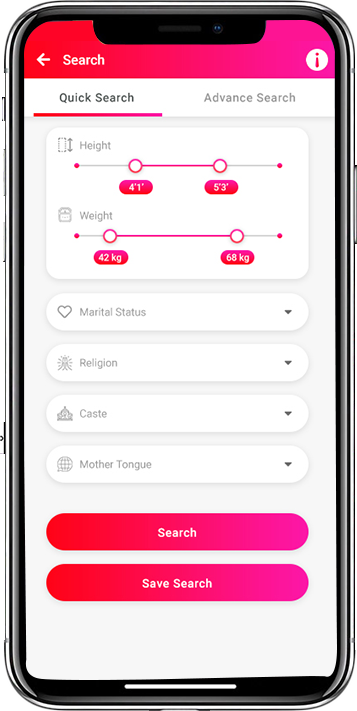 Search
Quick Search Advance Search
Height
4'1' 5'3'
Weight
42 kg 68 kg
Marital Status
Religion
Caste
Mother Tongue
Search
Save Search